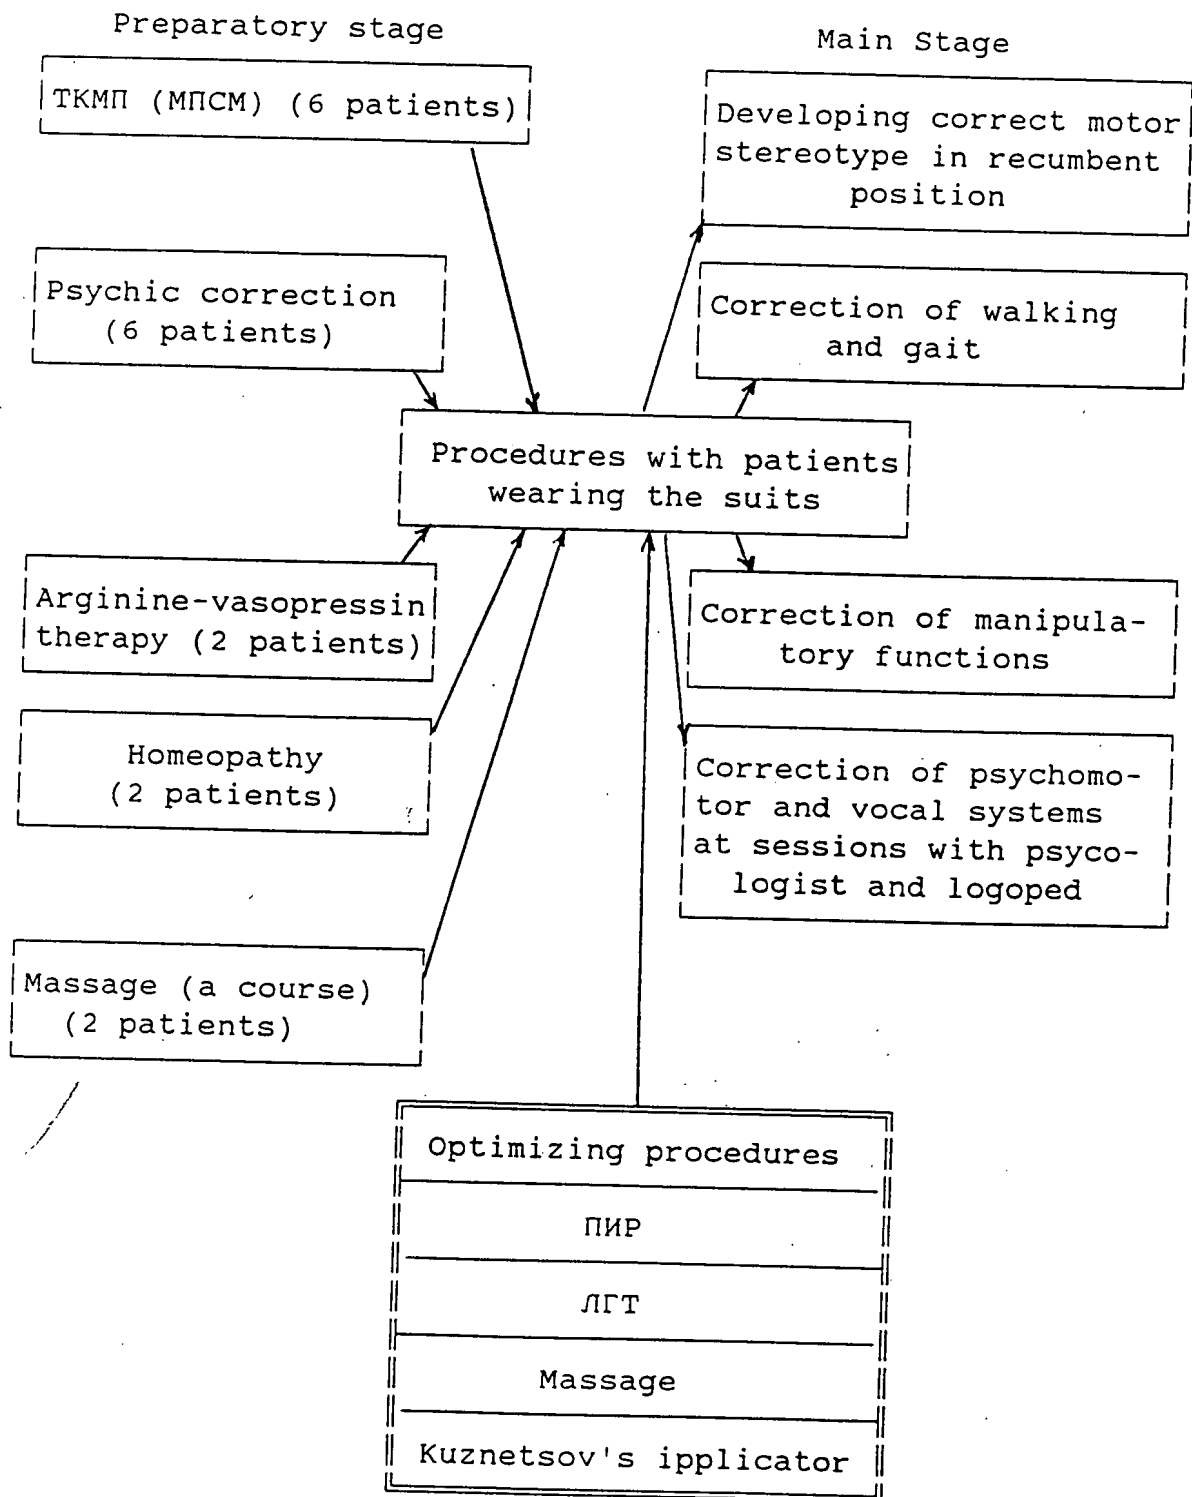 Preparatory stage
ТКМП (МПСМ) (6 patients)
Psychic correction
(6 patients)
Arginine-vasopressin
therapy (2 patients)
Homeopathy
(2 patients)
Massage (a course)
(2 patients)
Main Stage
Developing correct motor
stereotype in recumbent
position
Correction of walking
and gait
Procedures with patients
wearing the suits
Correction of manipula-
tory functions
Correction of psychomo-
tor and vocal systems
at sessions with psyco-
logist and logoped
Optimizing procedures
ПИР
ЛГТ
Massage
Kuznetsov's ipplicator